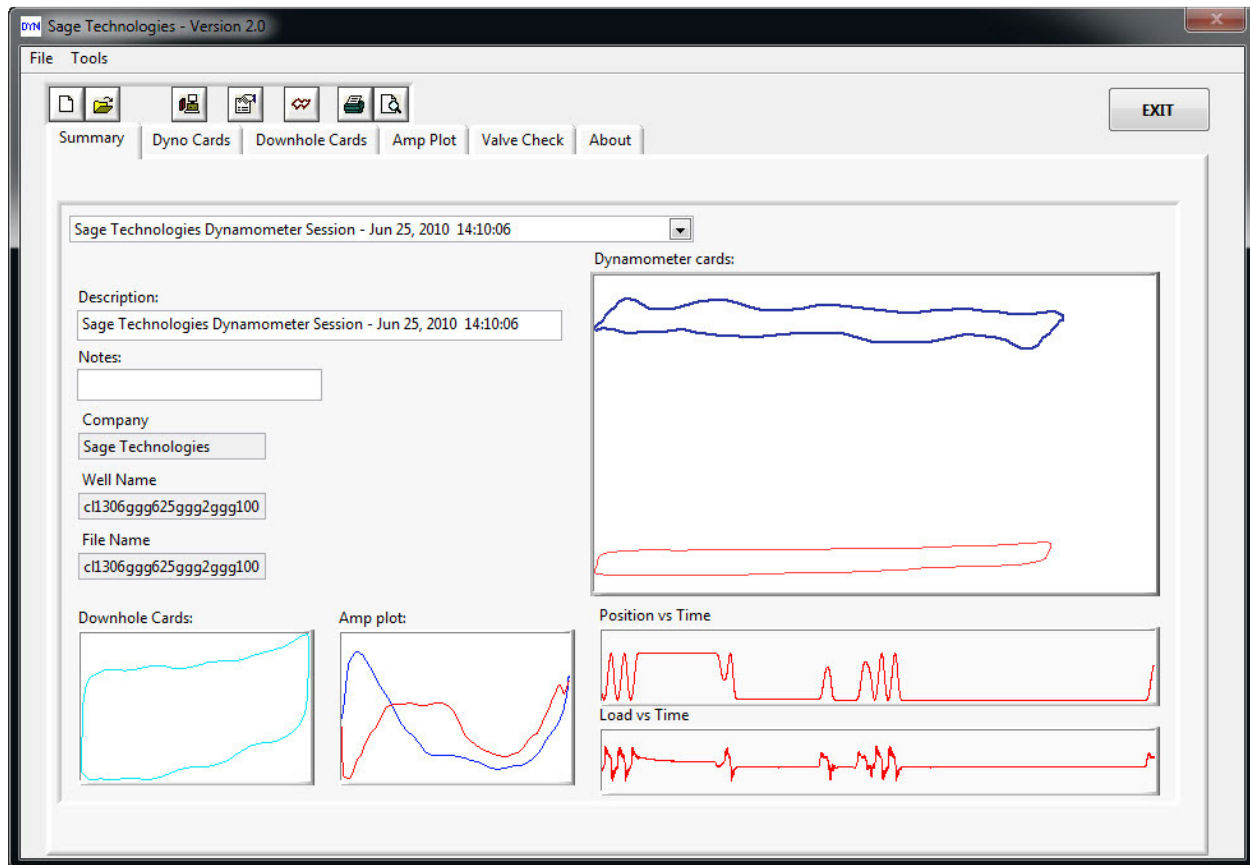 DYN Sage Technologies - Version 2.0
X
File Tools
EXIT
Summary Dyno Cards Downhole Cards Amp Plot Valve Check About
Sage Technologies Dynamometer Session - Jun 25, 2010 14:10:06
Dynamometer cards:
Description:
Sage Technologies Dynamometer Session - Jun 25, 2010 14:10:06
Notes:
Company
Sage Technologies
Well Name
cl1306ggg625ggg2ggg100
File Name
cl1306ggg625ggg2ggg100
Downhole Cards:
Amp plot:
Position vs Time
Load vs Time